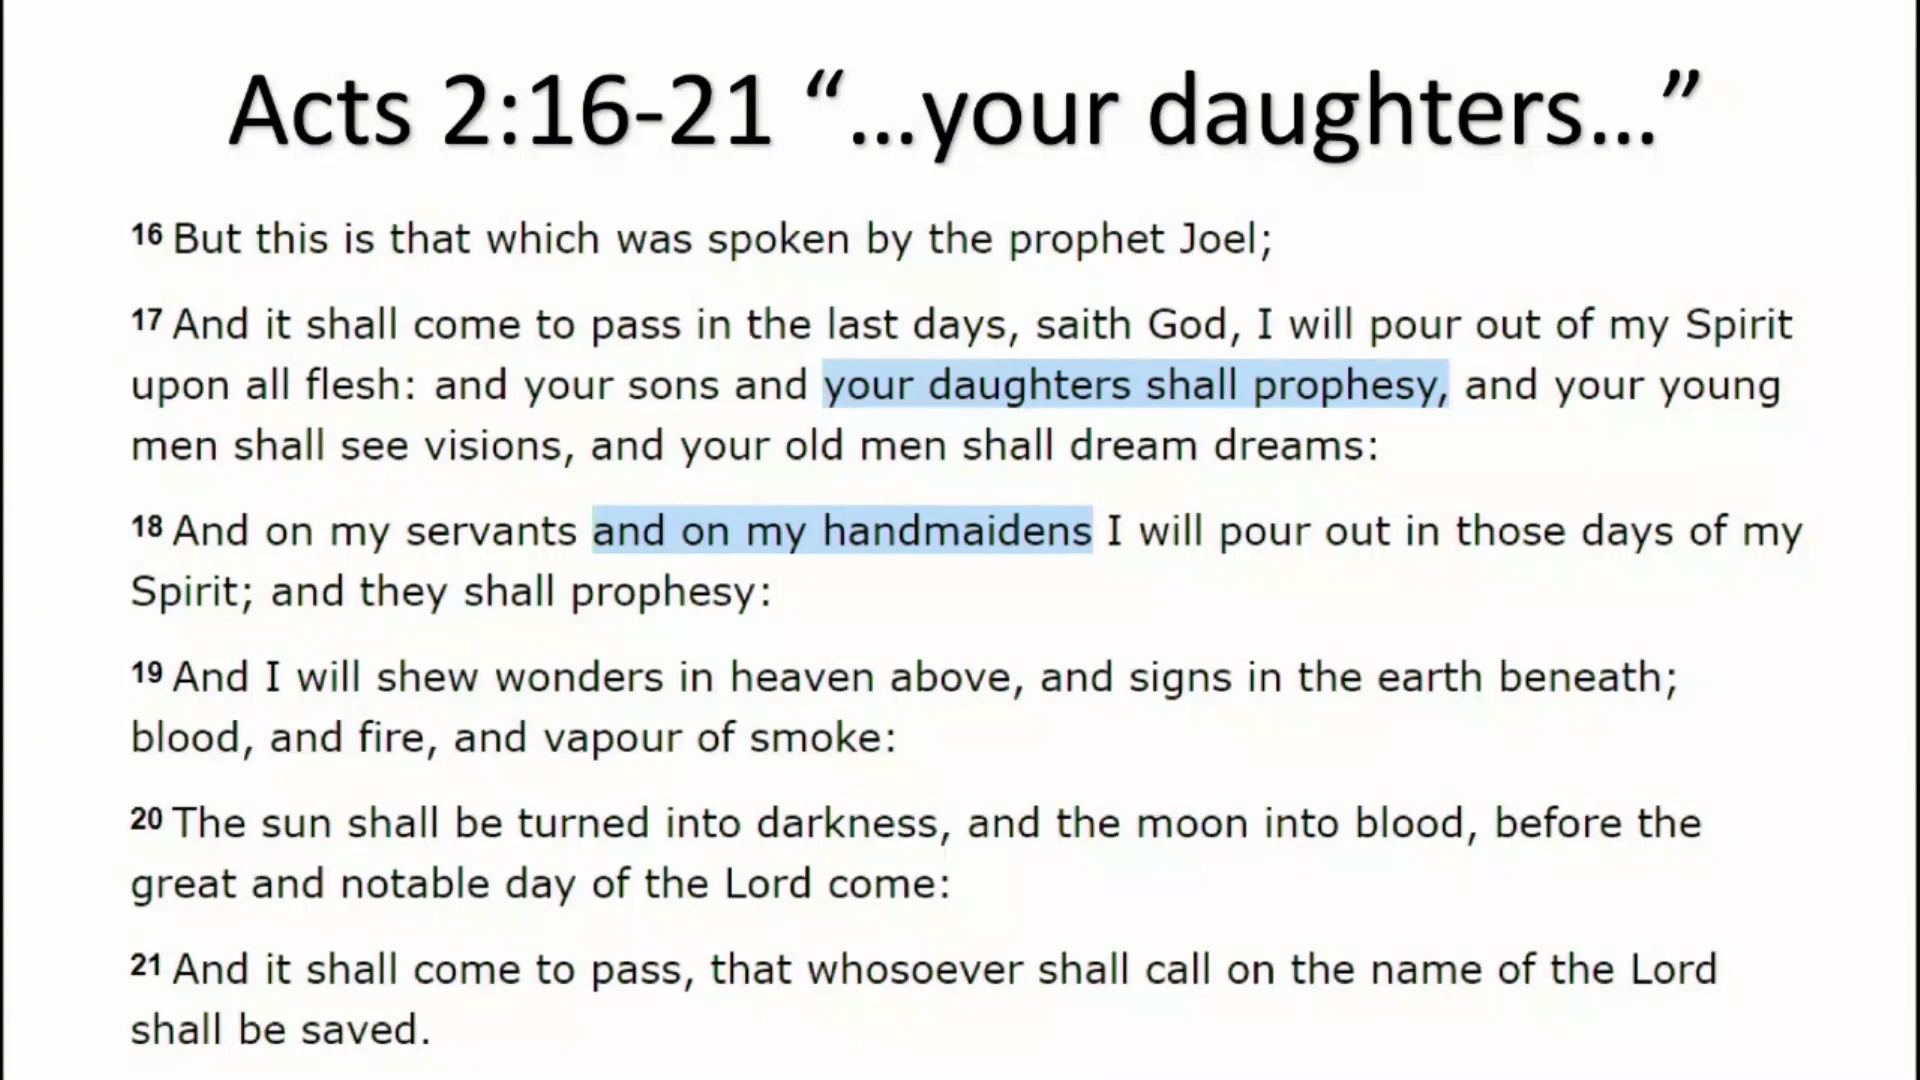 Acts 2:16-21 “…your daughters…”
16 But this is that which was spoken by the prophet Joel;
17 And it shall come to pass in the last days, saith God, I will pour out of my Spirit
upon all flesh: and your sons and your daughters shall prophesy, and your young
men shall see visions, and your old men shall dream dreams:
18 And on my servants and on my handmaidens I will pour out in those days of my
Spirit; and they shall prophesy:
19 And I will shew wonders in heaven above, and signs in the earth beneath;
blood, and fire, and vapour of smoke:
20 The sun shall be turned into darkness, and the moon into blood, before the
great and notable day of the Lord come:
21 And it shall come to pass, that whosoever shall call on the name of the Lord
shall be saved.